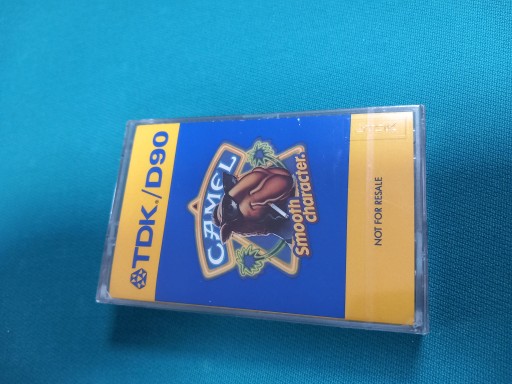 TDK./D90
CAMEL
Smooth
character.
NOT FOR RESALE